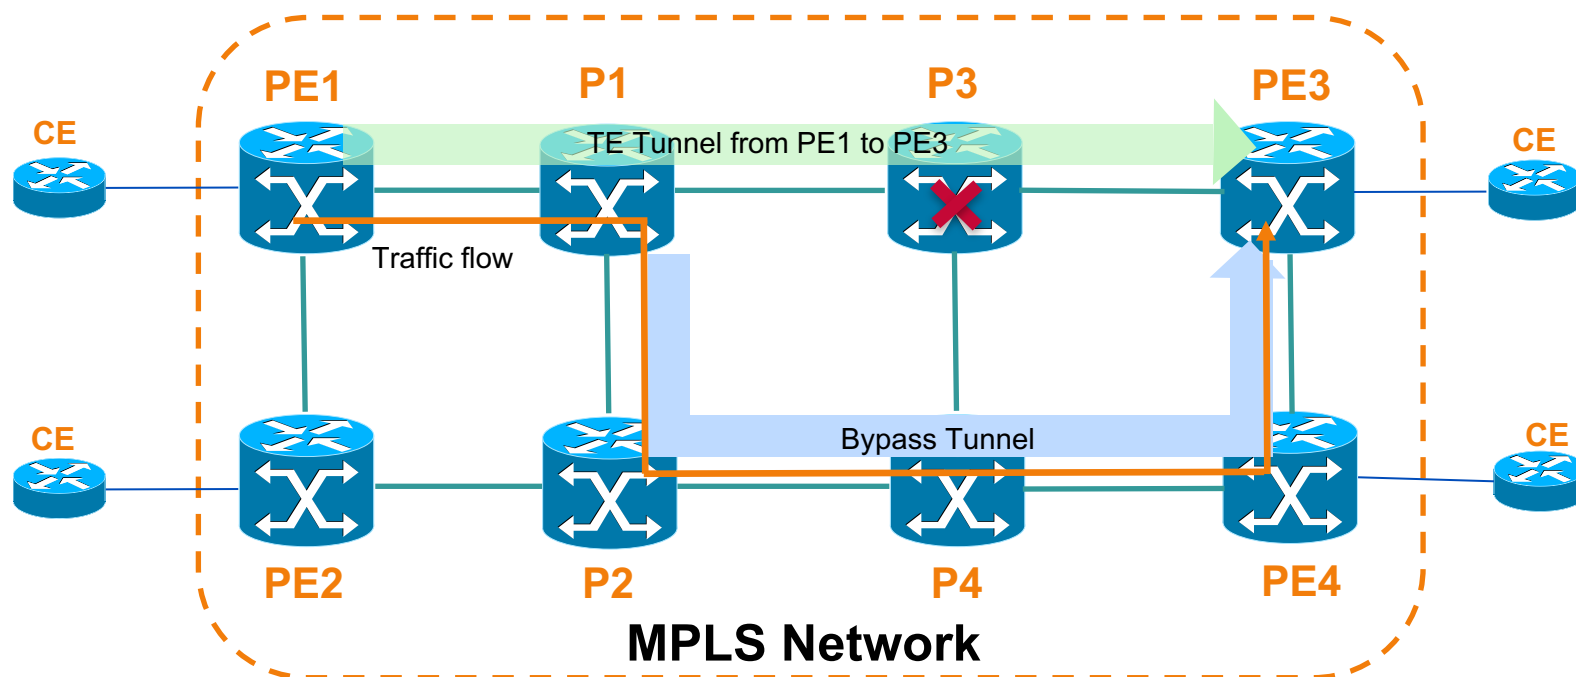 PE1
P1
P3
PE3
CE
CE
TE Tunnel from PE1 to PE3
Traffic flow
CE
CE
Bypass Tunnel
PE2
P2
P4
PE4
MPLS Network